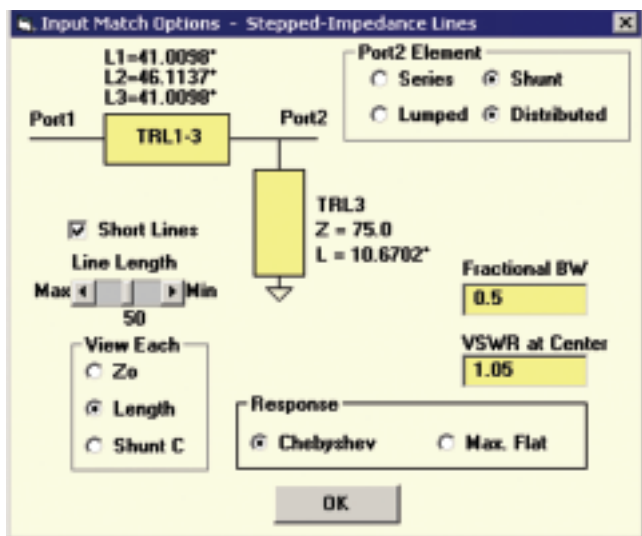 Input Match Options - Stepped-Impedance Lines
L1=41.0098°
L2=46.1137°
L3=41.0098°
Port1
TRL1-3
Port2
Port2 Element
Series
Shunt
Lumped
Distributed
TRL3
Z = 75.0
L = 10.6702°
Short Lines
Line Length
Max
Min
50
Fractional BW
0.5
VSWR at Center
1.05
View Each
Zo
Length
Shunt C
Response
Chebyshev
Max. Flat
OK